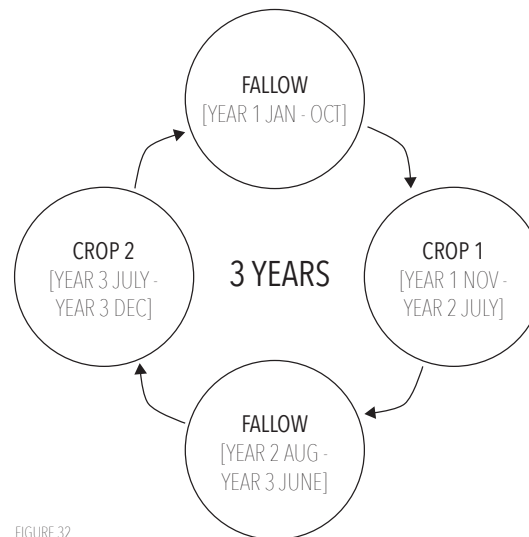 FALLOW
[YEAR 1 JAN - OCT]
CROP 2
[YEAR 3 JULY -
YEAR 3 DEC]
3 YEARS
CROP 1
[YEAR 1 NOV -
YEAR 2 JULY]
FALLOW
[YEAR 2 AUG -
YEAR 3 JUNE]
FIGURE 32